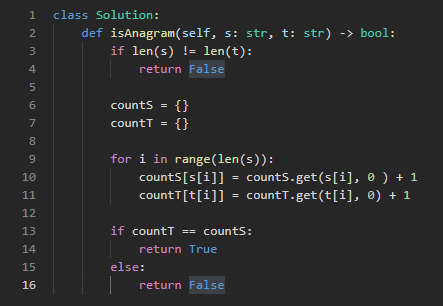 1 class Solution:
2     def isAnagram(self, s: str, t: str) -> bool:
3         if len(s) != len(t):
4             return False
5
6         countS = {}
7         countT = {}
8
9         for i in range(len(s)):
10             countS[s[i]] = countS.get(s[i], 0 ) + 1
11             countT[t[i]] = countT.get(t[i], 0) + 1
12
13         if countT == countS:
14             return True
15         else:
16             return False